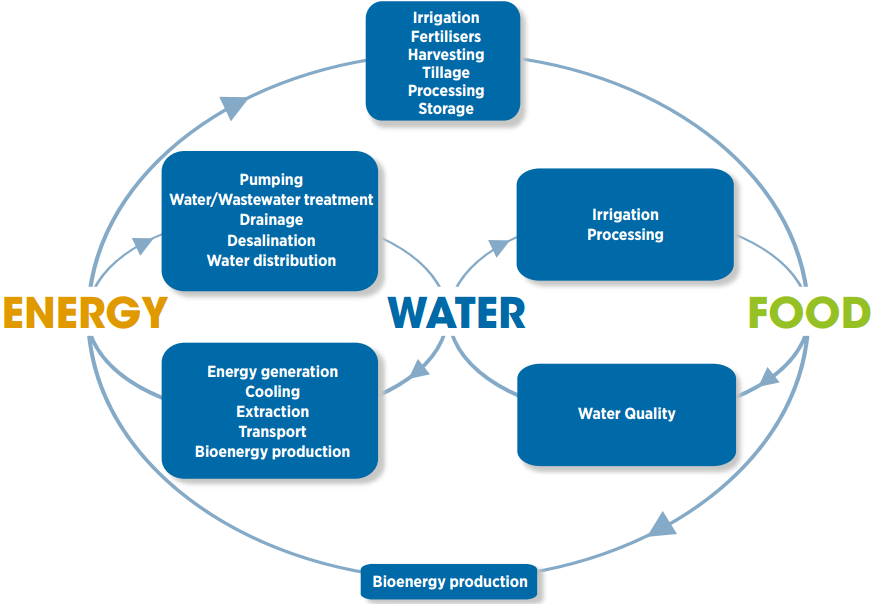 Irrigation
Fertilisers
Harvesting
Tillage
Processing
Storage
Pumping
Water/Wastewater treatment
Drainage
Desalination
Water distribution
Irrigation
Processing
ENERGY
WATER
FOOD
Energy generation
Cooling
Extraction
Transport
Bioenergy production
Water Quality
Bioenergy production